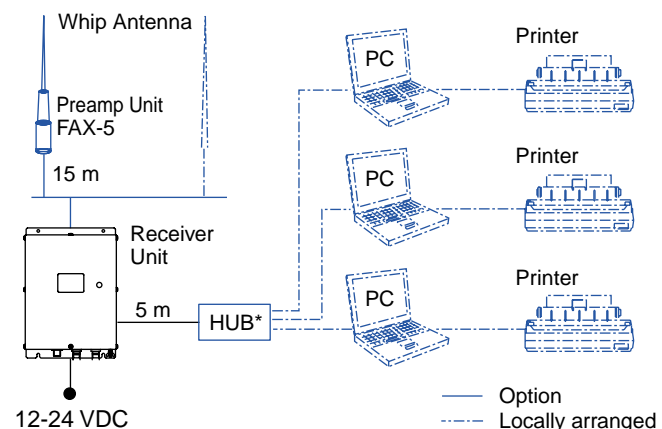 Whip Antenna
Preamp Unit
FAX-5
15 m
Receiver
Unit
5 m
HUB*
12-24 VDC
PC
Printer
PC
Printer
PC
Printer
Option
Locally arranged